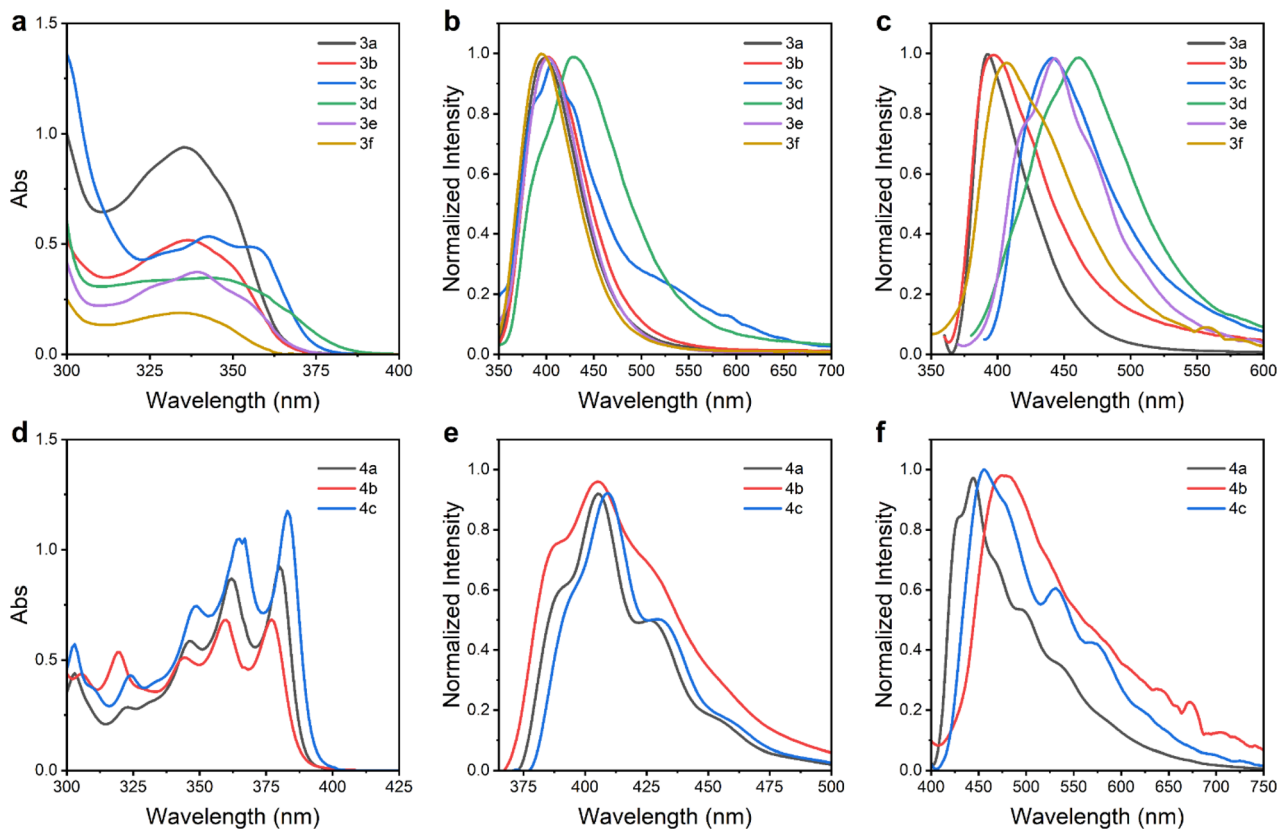 a
1.5
1.0
0.5
0.0
Abs
3a
3b
3c
3d
3e
3f
300 325 350 375 400
Wavelength (nm)
b
1.0
0.8
0.6
0.4
0.2
0.0
Normalized Intensity
3a
3b
3c
3d
3e
3f
350 400 450 500 550 600 650 700
Wavelength (nm)
c
1.0
0.8
0.6
0.4
0.2
0.0
Normalized Intensity
3a
3b
3c
3d
3e
3f
350 400 450 500 550 600
Wavelength (nm)
d
1.5
1.0
0.5
0.0
Abs
4a
4b
4c
300 325 350 375 400 425
Wavelength (nm)
e
1.0
0.8
0.6
0.4
0.2
0.0
Normalized Intensity
4a
4b
4c
375 400 425 450 475 500
Wavelength (nm)
f
1.0
0.8
0.6
0.4
0.2
0.0
Normalized Intensity
4a
4b
4c
400 450 500 550 600 650 700 750
Wavelength (nm)